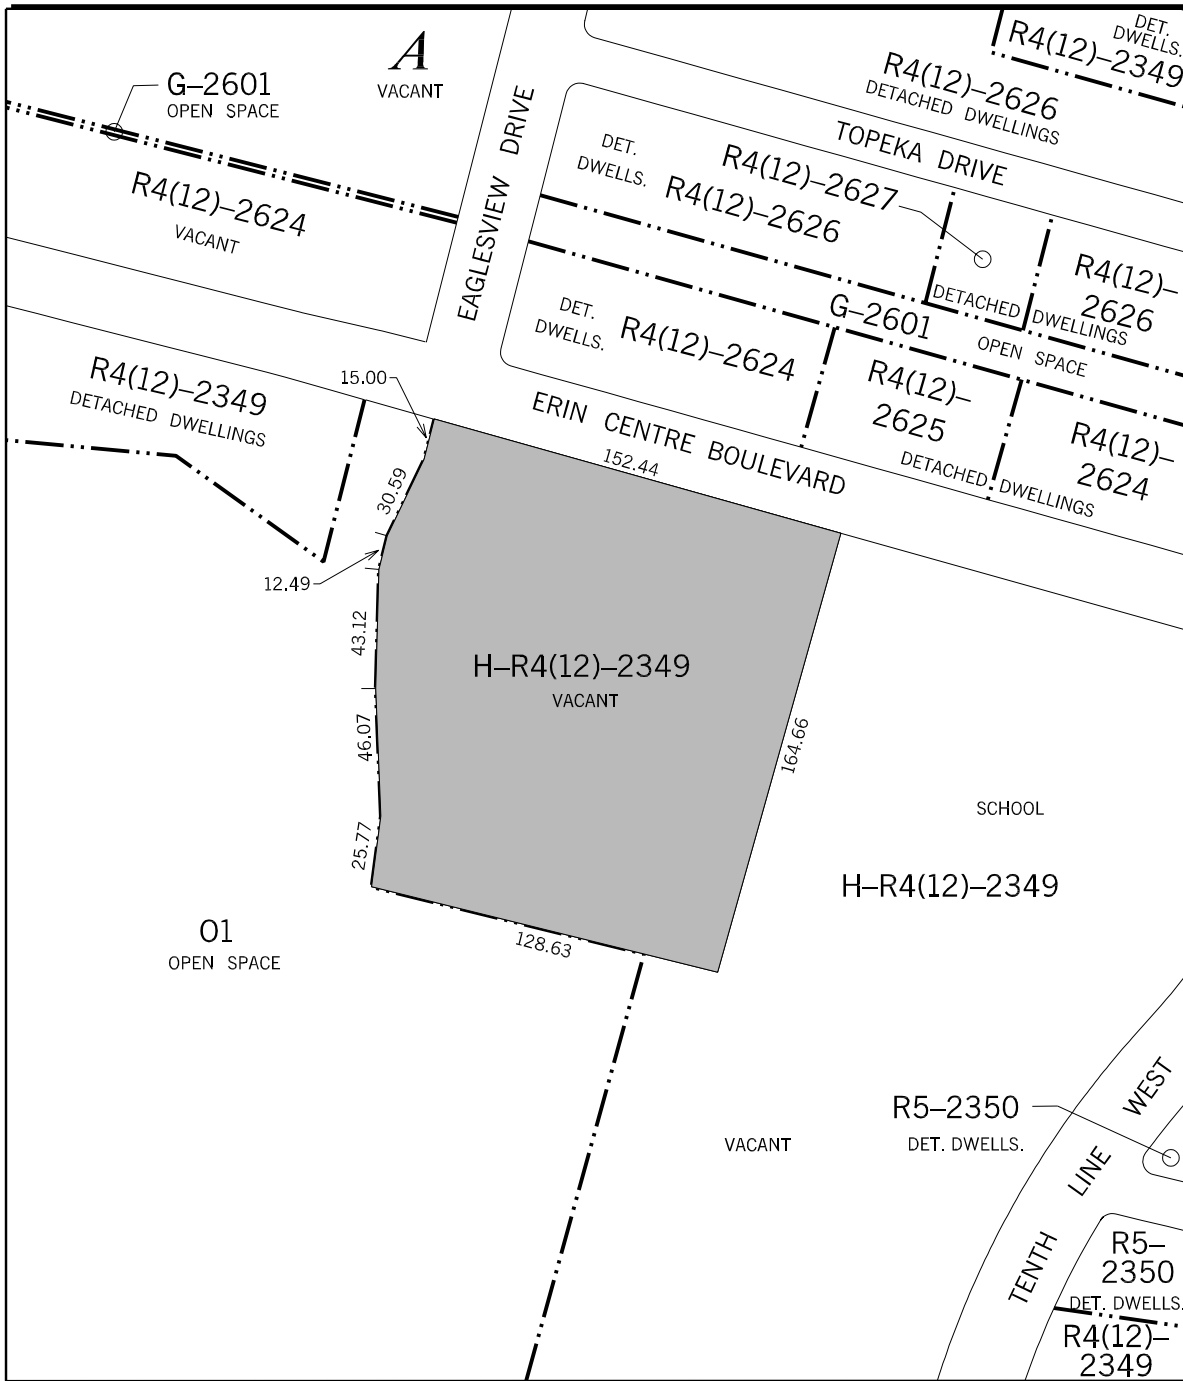 A
VACANT
G–2601
OPEN SPACE
R4(12)–2624
VACANT
EAGLESVIEW DRIVE
DET.
DWELLS.
R4(12)–2349
R4(12)–2626
DETACHED DWELLINGS
TOPEKA DRIVE
DET.
DWELLS.
R4(12)–2627
R4(12)–2626
R4(12)–
2626
DETACHED DWELLINGS
G–2601
OPEN SPACE
DET.
DWELLS.
R4(12)–2624
R4(12)–
2625
DETACHED DWELLINGS
R4(12)–
2624
R4(12)–2349
DETACHED DWELLINGS
ERIN CENTRE BOULEVARD
15.00
152.44
30.59
12.49
43.12
46.07
25.77
128.63
164.66
H–R4(12)–2349
VACANT
SCHOOL
H–R4(12)–2349
O1
OPEN SPACE
VACANT
R5–2350
DET. DWELLS.
TENTH LINE WEST
R5–
2350
DET. DWELLS.
R4(12)–
2349